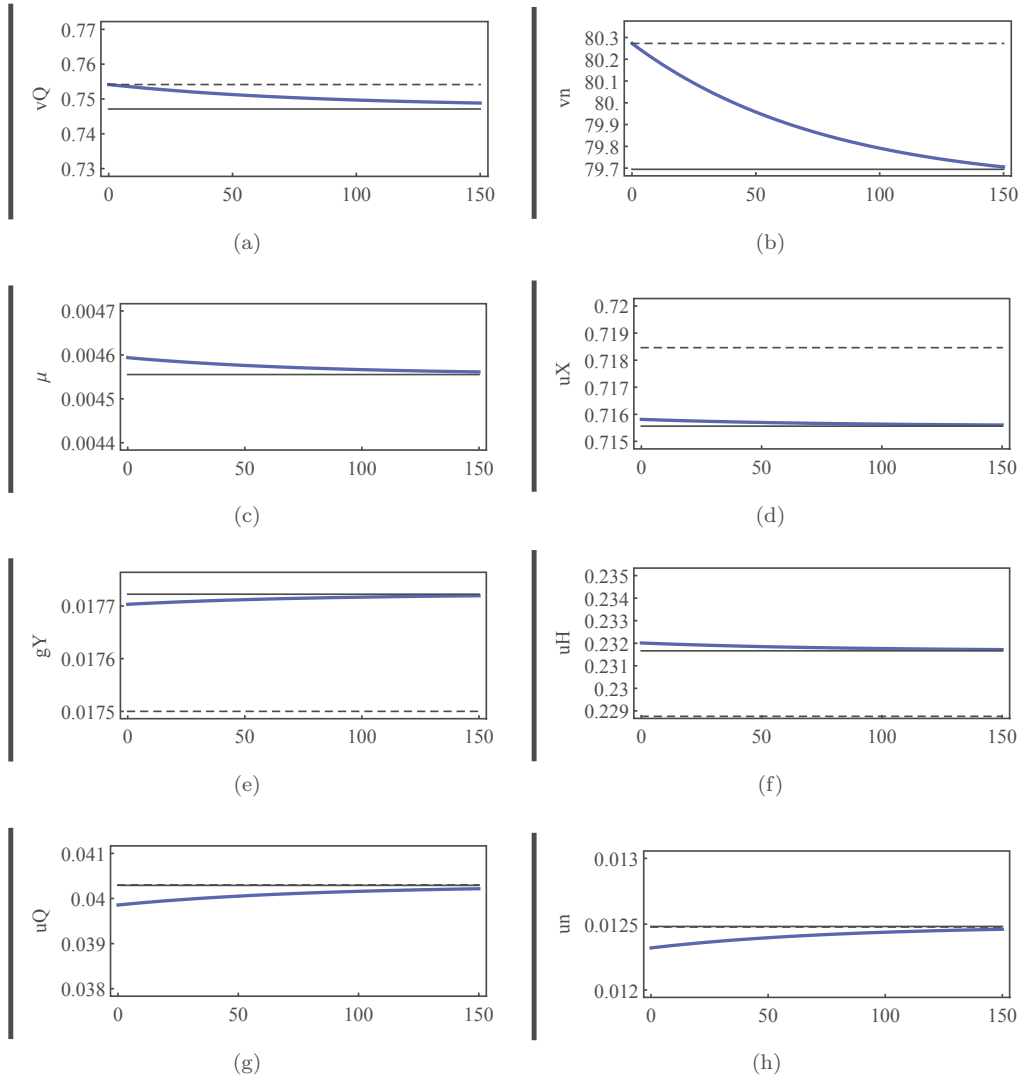 0.77
0.76
0.75
0.74
0.73
vQ
0 50 100 150
(a)
80.3
80.2
80.1
80.
79.9
79.8
79.7
vn
0 50 100 150
(b)
0.0047
0.0046
0.0045
0.0044
μ
0 50 100 150
(c)
0.72
0.719
0.718
0.717
0.716
0.715
uX
0 50 100 150
(d)
0.0177
0.0176
0.0175
gY
0 50 100 150
(e)
0.235
0.234
0.233
0.232
0.231
0.23
0.229
uH
0 50 100 150
(f)
0.041
0.04
0.039
0.038
uQ
0 50 100 150
(g)
0.013
0.0125
0.012
un
0 50 100 150
(h)